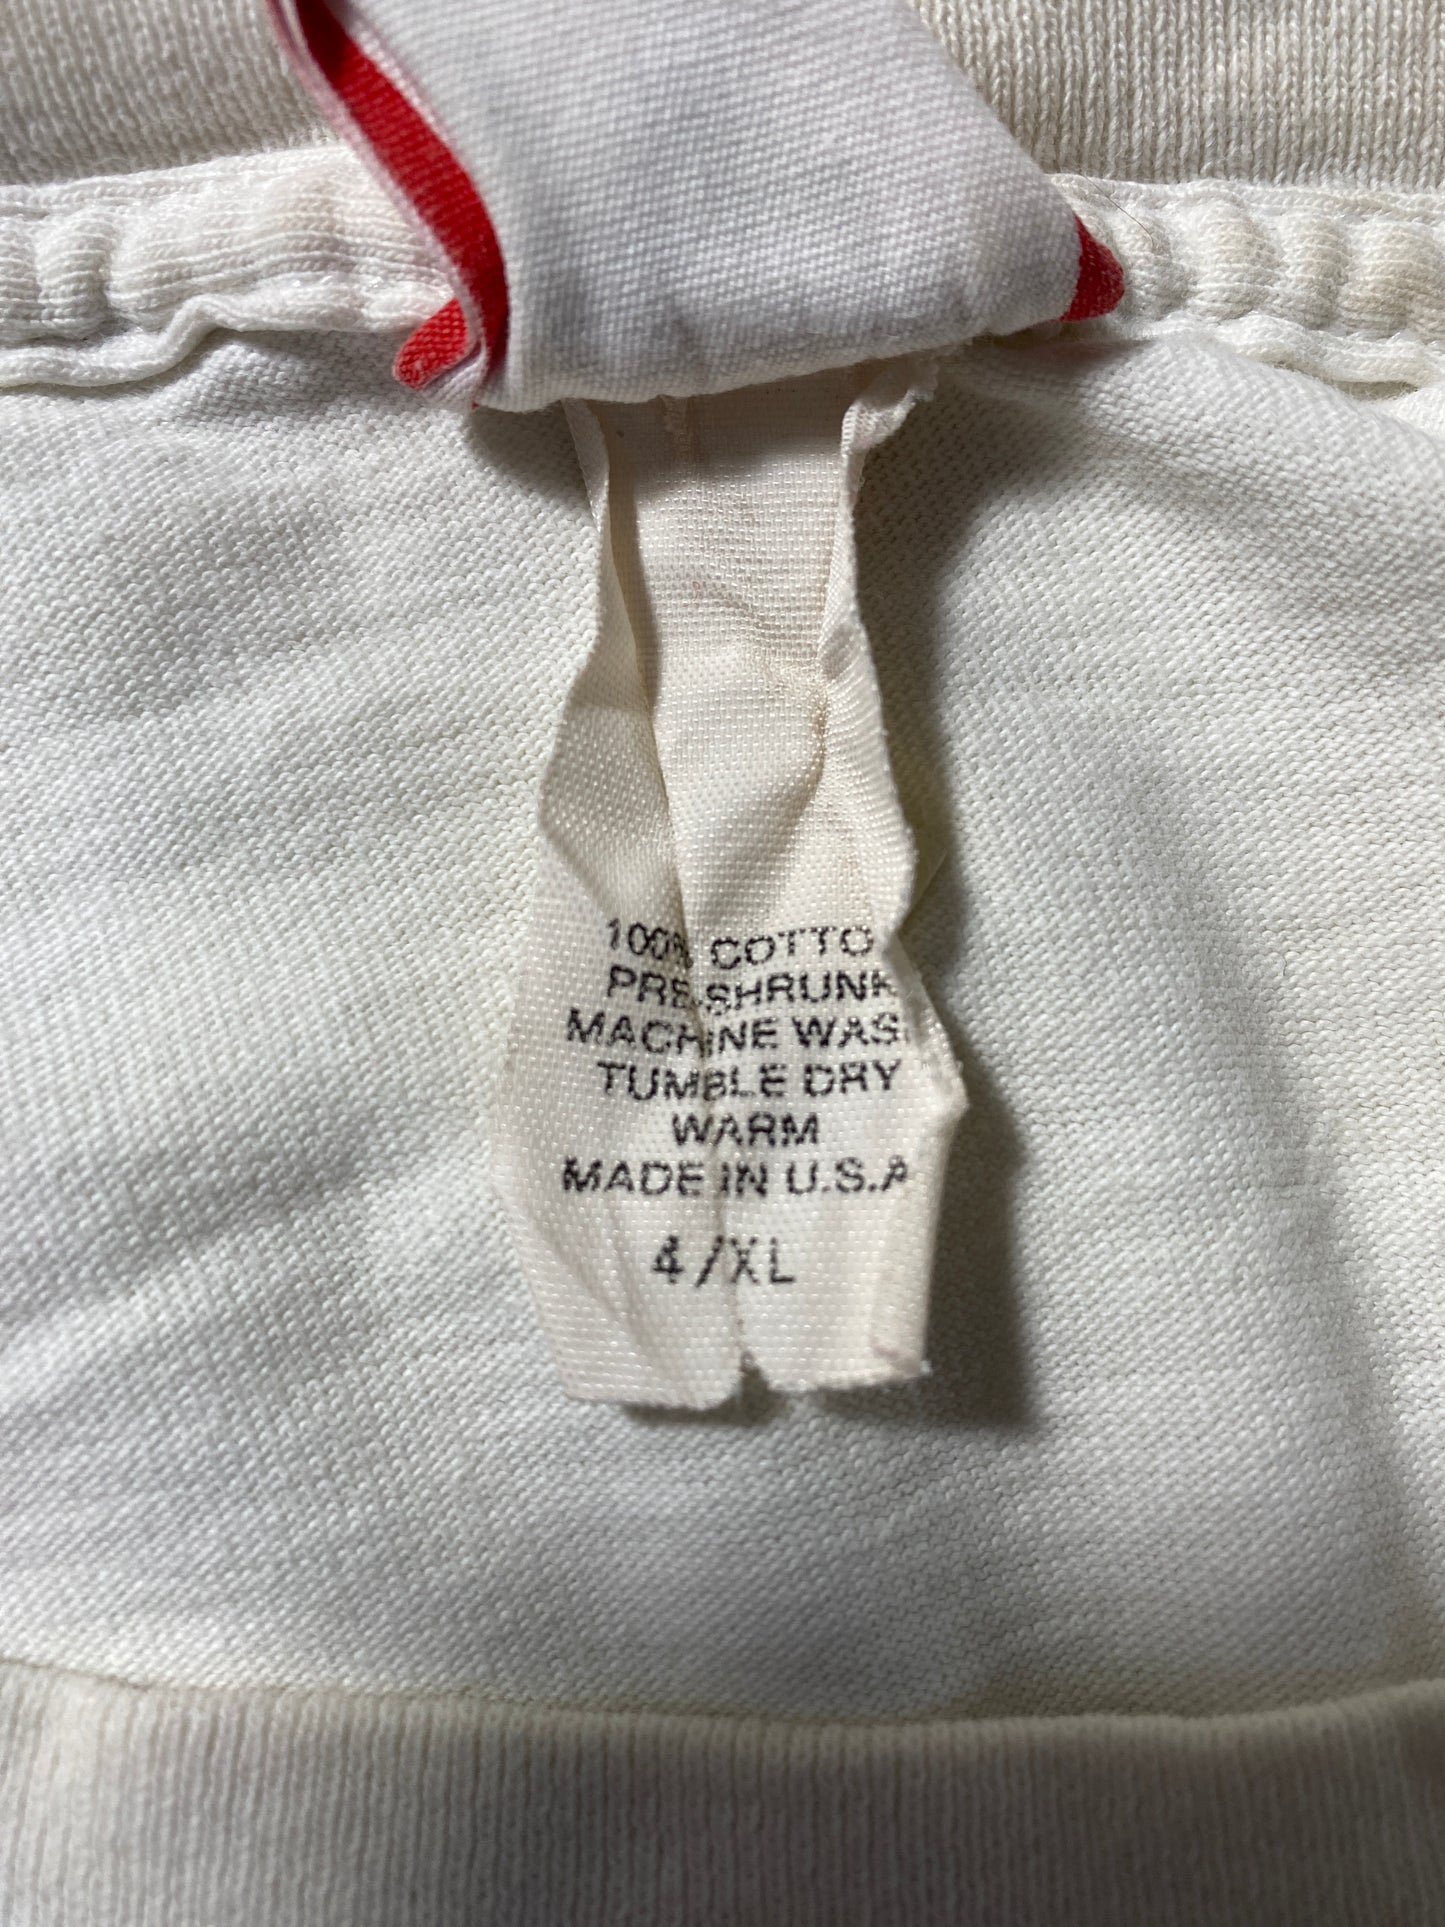 100% COTTO
PRE-SHRUNK
MACHINE WAS
TUMBLE DRY
WARM
MADE IN U.S.A
4/XL